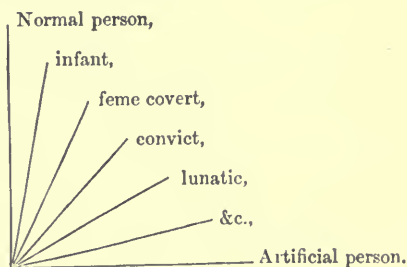 Normal person,
infant,
feme covert,
convict,
lunatic,
&c.,
Artificial person.